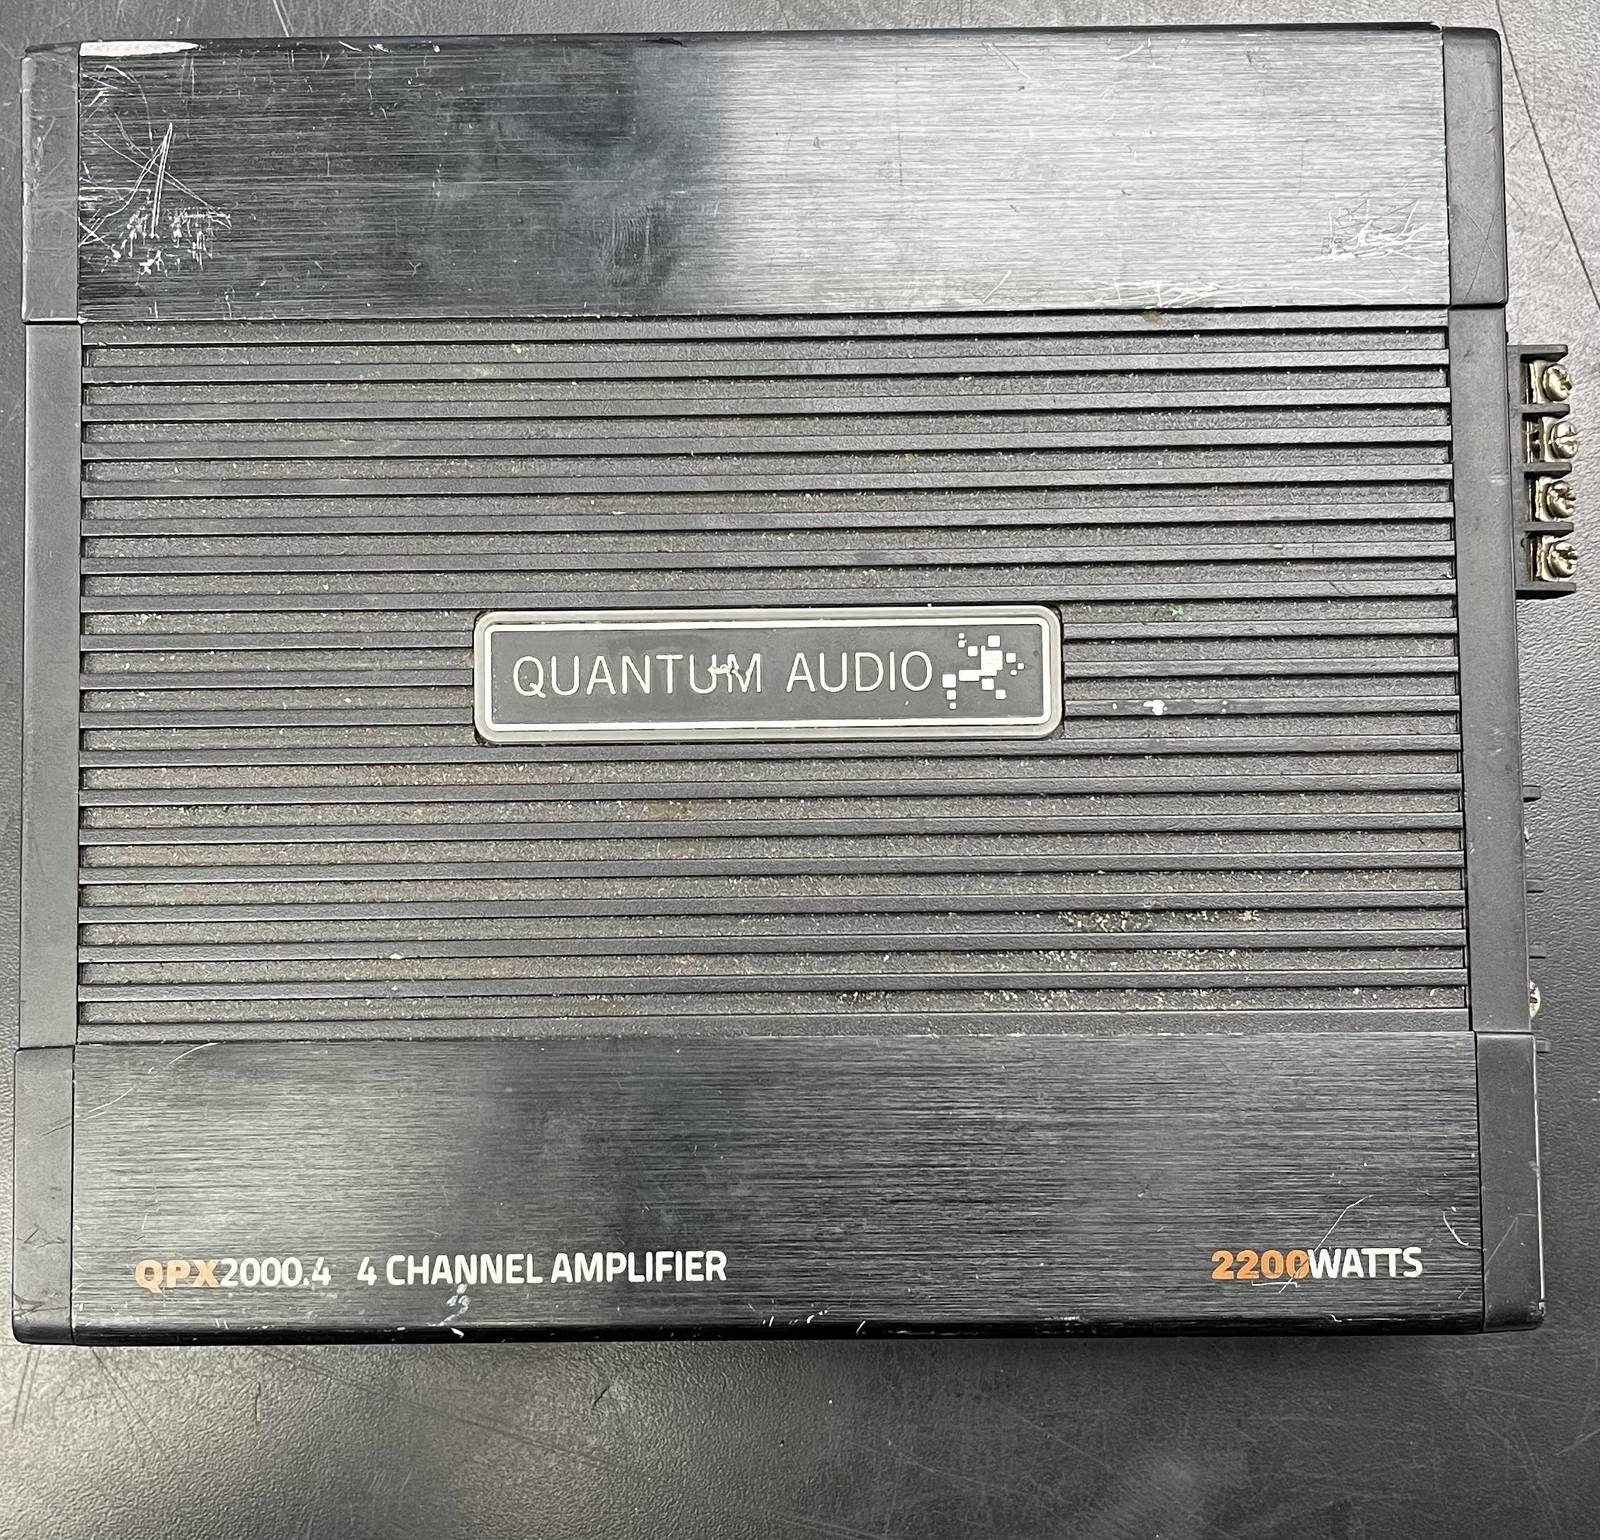 QUANTUM AUDIO
QPX2000.4 4 CHANNEL AMPLIFIER
2200WATTS